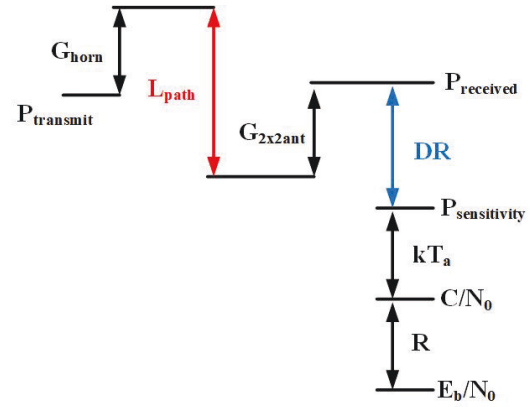 G_horn
P_transmit
L_path
G_2x2ant
P_received
DR
P_sensitivity
kT_a
C/N_0
R
E_b/N_0